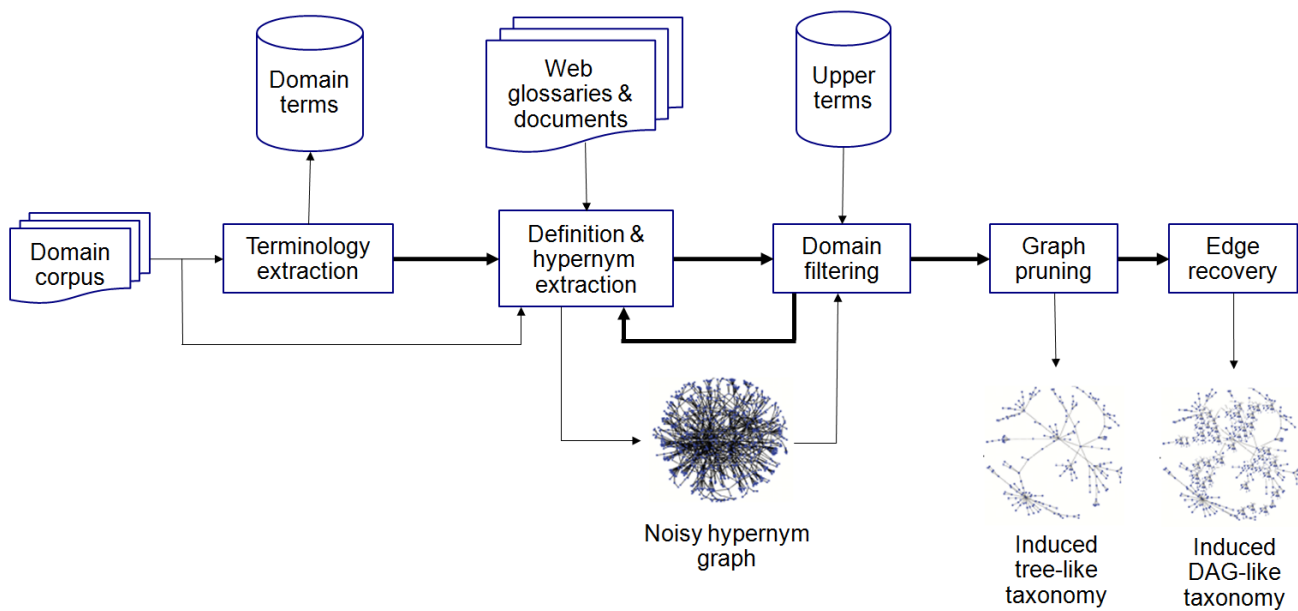 Domain
terms
Web
glossaries &
documents
Upper
terms
Domain
corpus
Terminology
extraction
Definition &
hypernym
extraction
Domain
filtering
Graph
pruning
Edge
recovery
Noisy hypernym
graph
Induced
tree-like
taxonomy
Induced
DAG-like
taxonomy